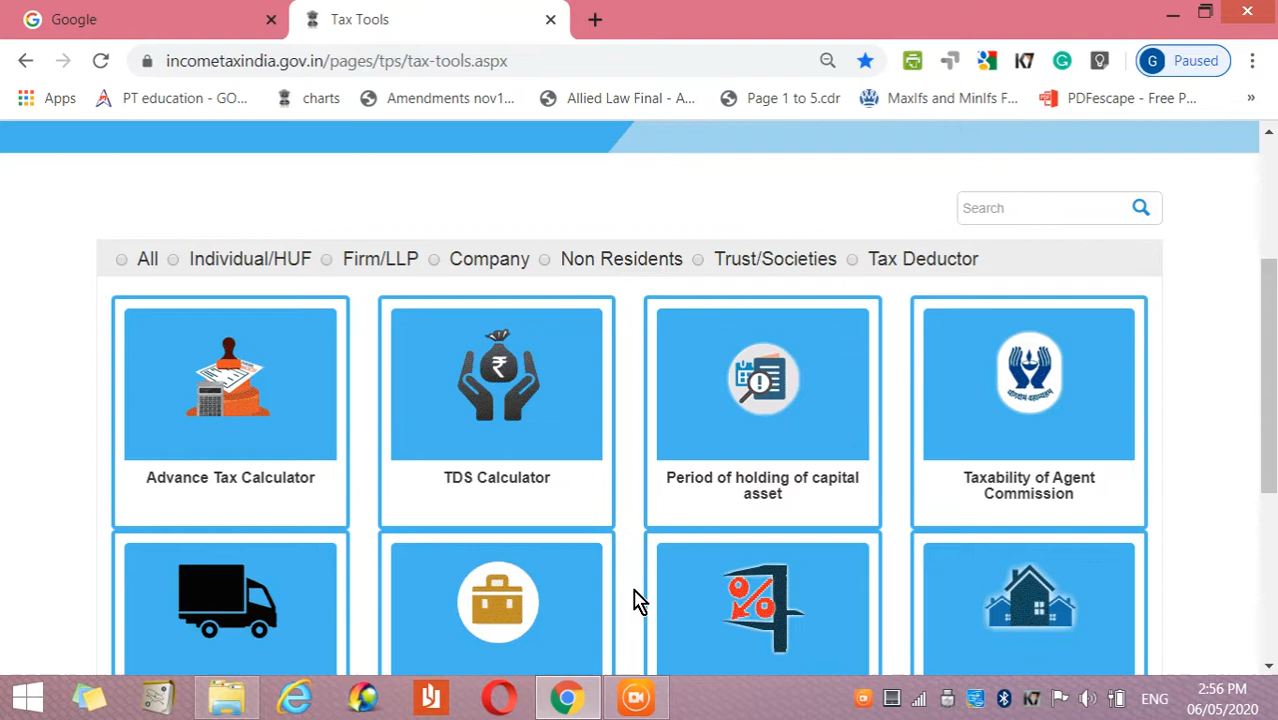 Google
Tax Tools
incometaxindia.gov.in/pages/tps/tax-tools.aspx
G Paused
Apps
PT education - GO...
charts
Amendments nov1...
Allied Law Final - A...
Page 1 to 5.cdr
MaxIfs and MinIfs F...
PDFescape - Free P...
Search
All
Individual/HUF
Firm/LLP
Company
Non Residents
Trust/Societies
Tax Deductor
Advance Tax Calculator
TDS Calculator
Period of holding of capital
asset
Taxability of Agent
Commission
ENG
2:56 PM
06/05/2020